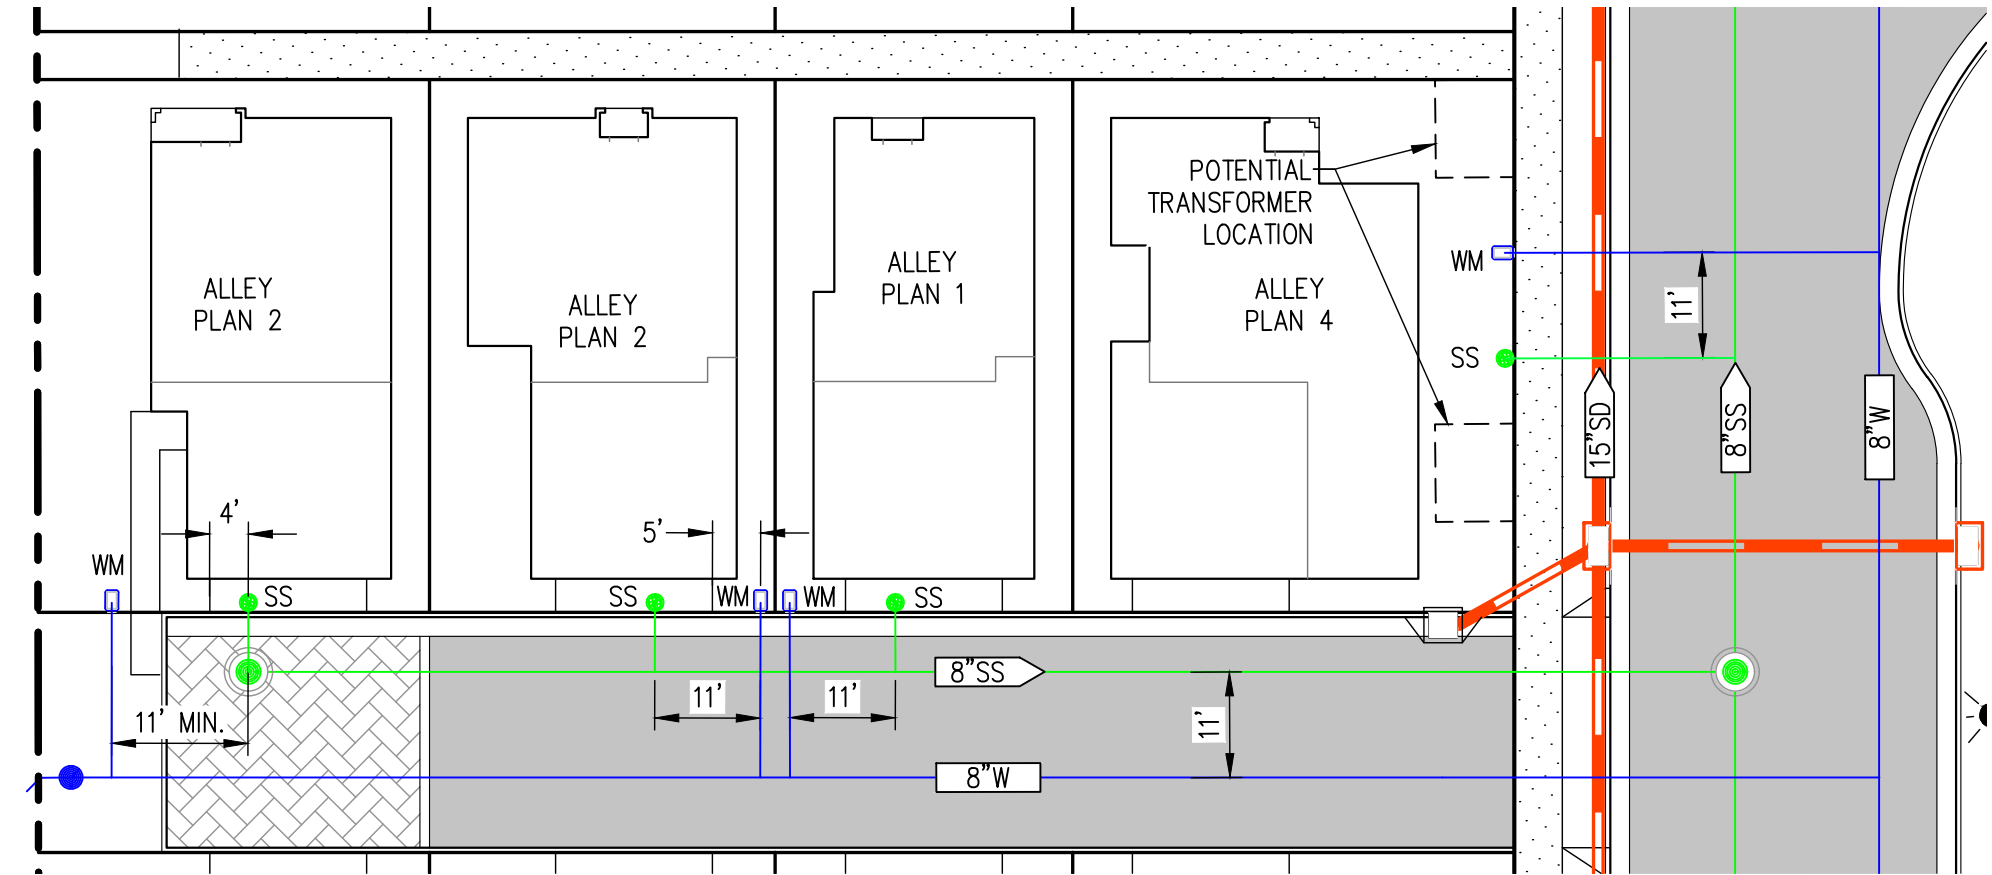 POTENTIAL
TRANSFORMER
LOCATION
ALLEY
PLAN 2
ALLEY
PLAN 2
ALLEY
PLAN 1
ALLEY
PLAN 4
WM
SS
11'
15"SD
8"SS
8"W
4'
5'
WM
SS
SS
WM
WM
SS
8"SS
11' MIN.
11'
11'
11'
8"W